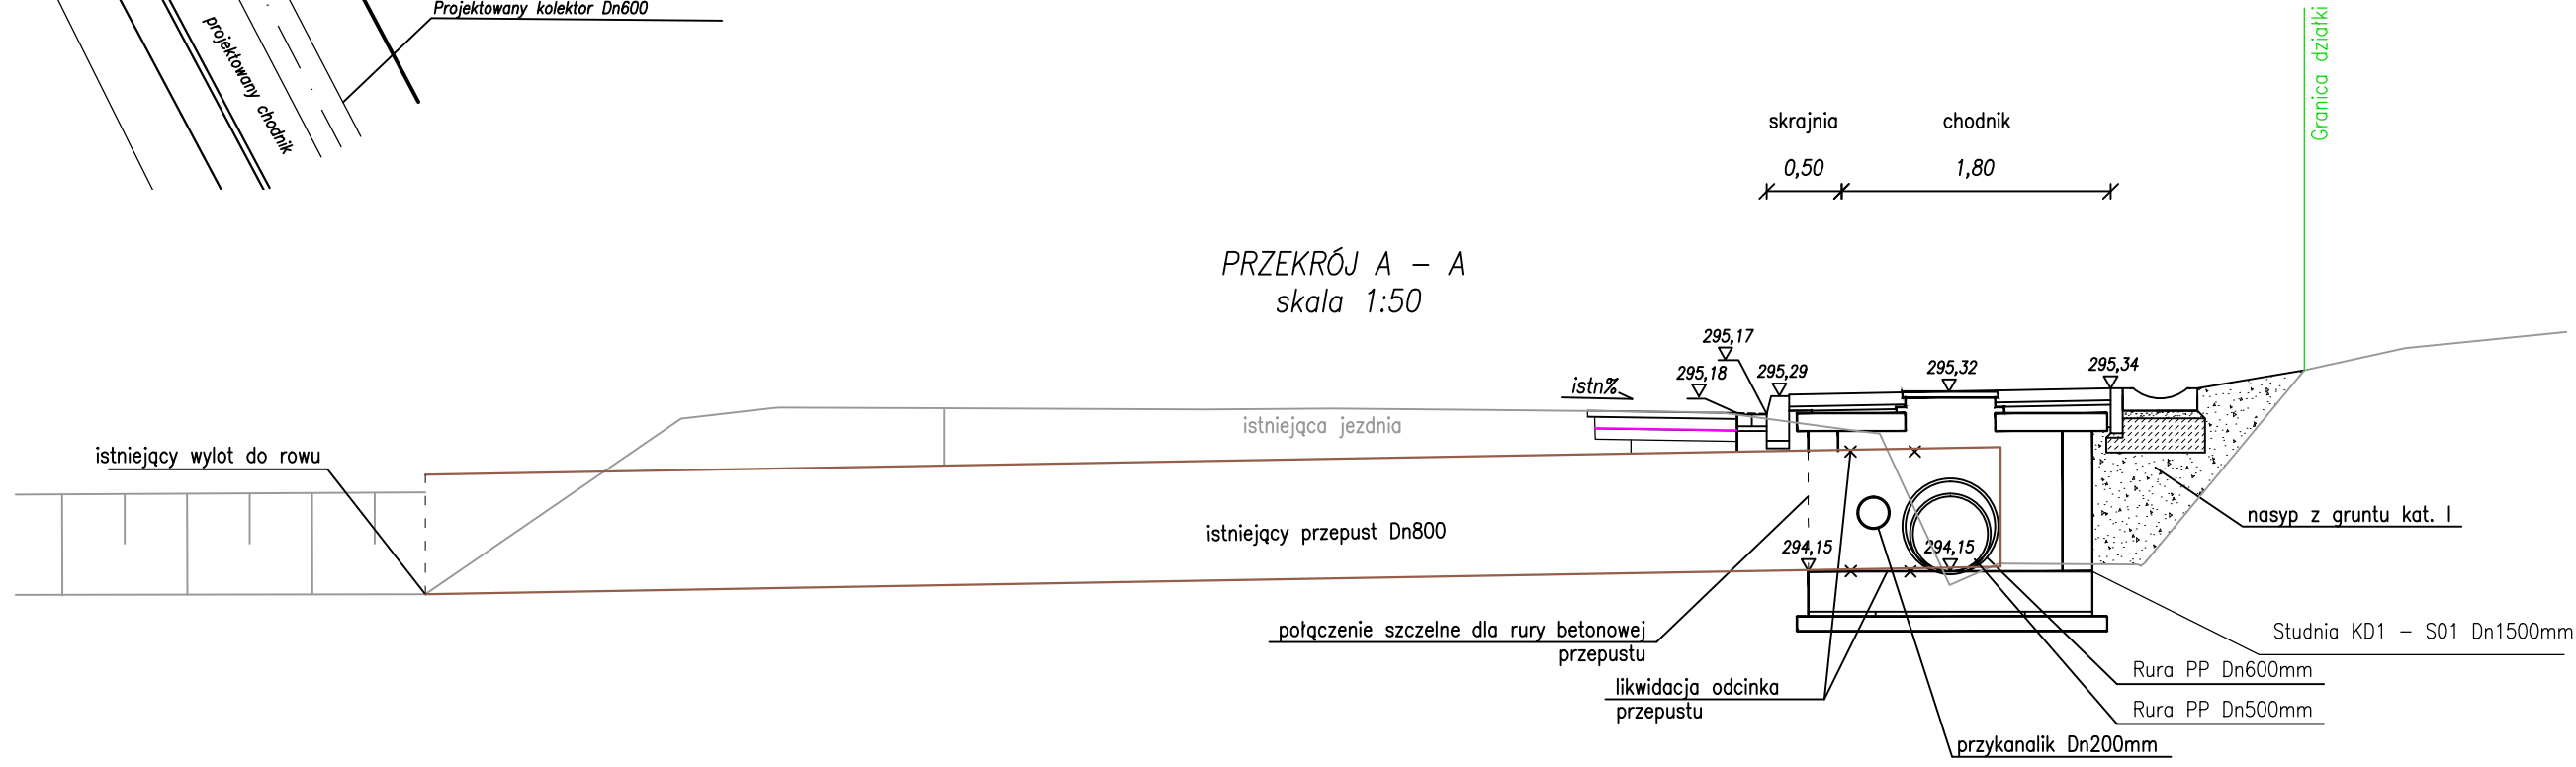 Projektowany kolektor Dn600
projektowany chodnik
Granica działki
skrajnia
chodnik
0,50
1,80
PRZEKRÓJ A – A
skala 1:50
295,17
295,18
295,29
295,32
295,34
istn%
istniejąca jezdnia
istniejący wylot do rowu
istniejący przepust Dn800
nasyp z gruntu kat. I
294,15
294,15
połączenie szczelne dla rury betonowej
przepustu
Studnia KD1 – S01 Dn1500mm
Rura PP Dn600mm
likwidacja odcinka
przepustu
Rura PP Dn500mm
przykanalik Dn200mm